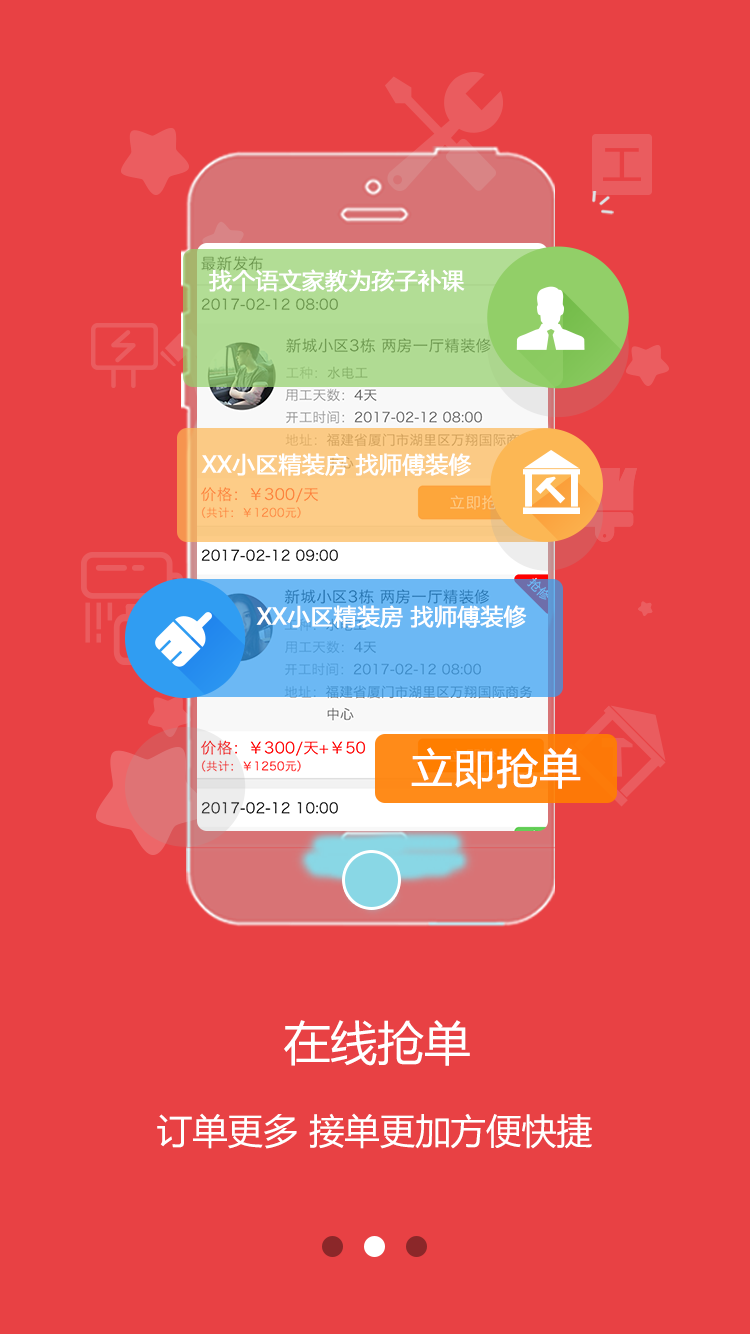 工
最新发布
找个语文家教为孩子补课
2017-02-12 08:00
新城小区3栋 两房一厅精装修
工种：水电工
用工天数：4天
开工时间：2017-02-12 08:00
地址：福建省厦门市湖里区万翔国际商
XX小区精装房 找师傅装修
价格：￥300/天
(共计：￥1200元)
立即抢
2017-02-12 09:00
抢修
新城小区3栋 两房一厅精装修
XX小区精装房 找师傅装修
用工天数：4天
开工时间：2017-02-12 08:00
地址：福建省厦门市湖里区万翔国际商务
中心
价格：￥300/天+￥50
(共计：￥1250元)
立即抢单
2017-02-12 10:00
在线抢单
订单更多 接单更加方便快捷